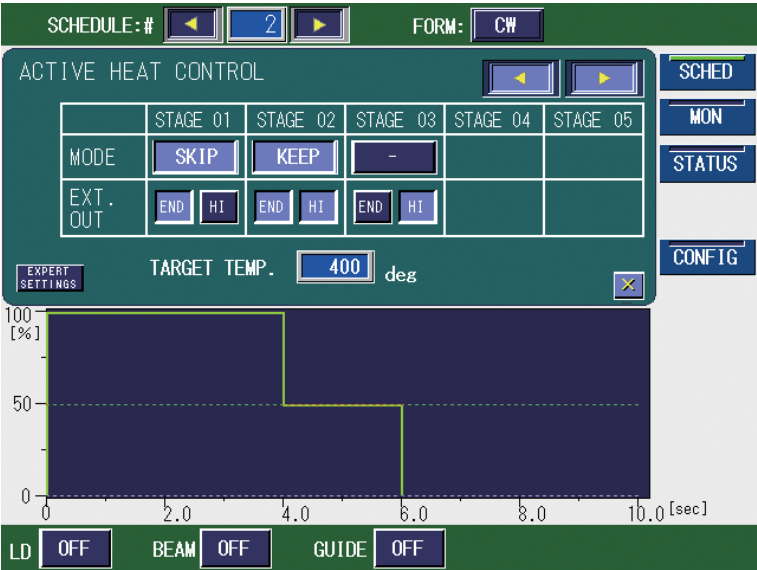 SCHEDULE:# 2 FORM: CW
ACTIVE HEAT CONTROL
SCHED
MON
STATUS
CONFIG
STAGE 01 STAGE 02 STAGE 03 STAGE 04 STAGE 05
MODE SKIP KEEP -
EXT. OUT END HI END HI END HI
TARGET TEMP. 400 deg
EXPERT SETTINGS
×
100
[%]
50
0
0 2.0 4.0 6.0 8.0 10.0 [sec]
LD OFF BEAM OFF GUIDE OFF